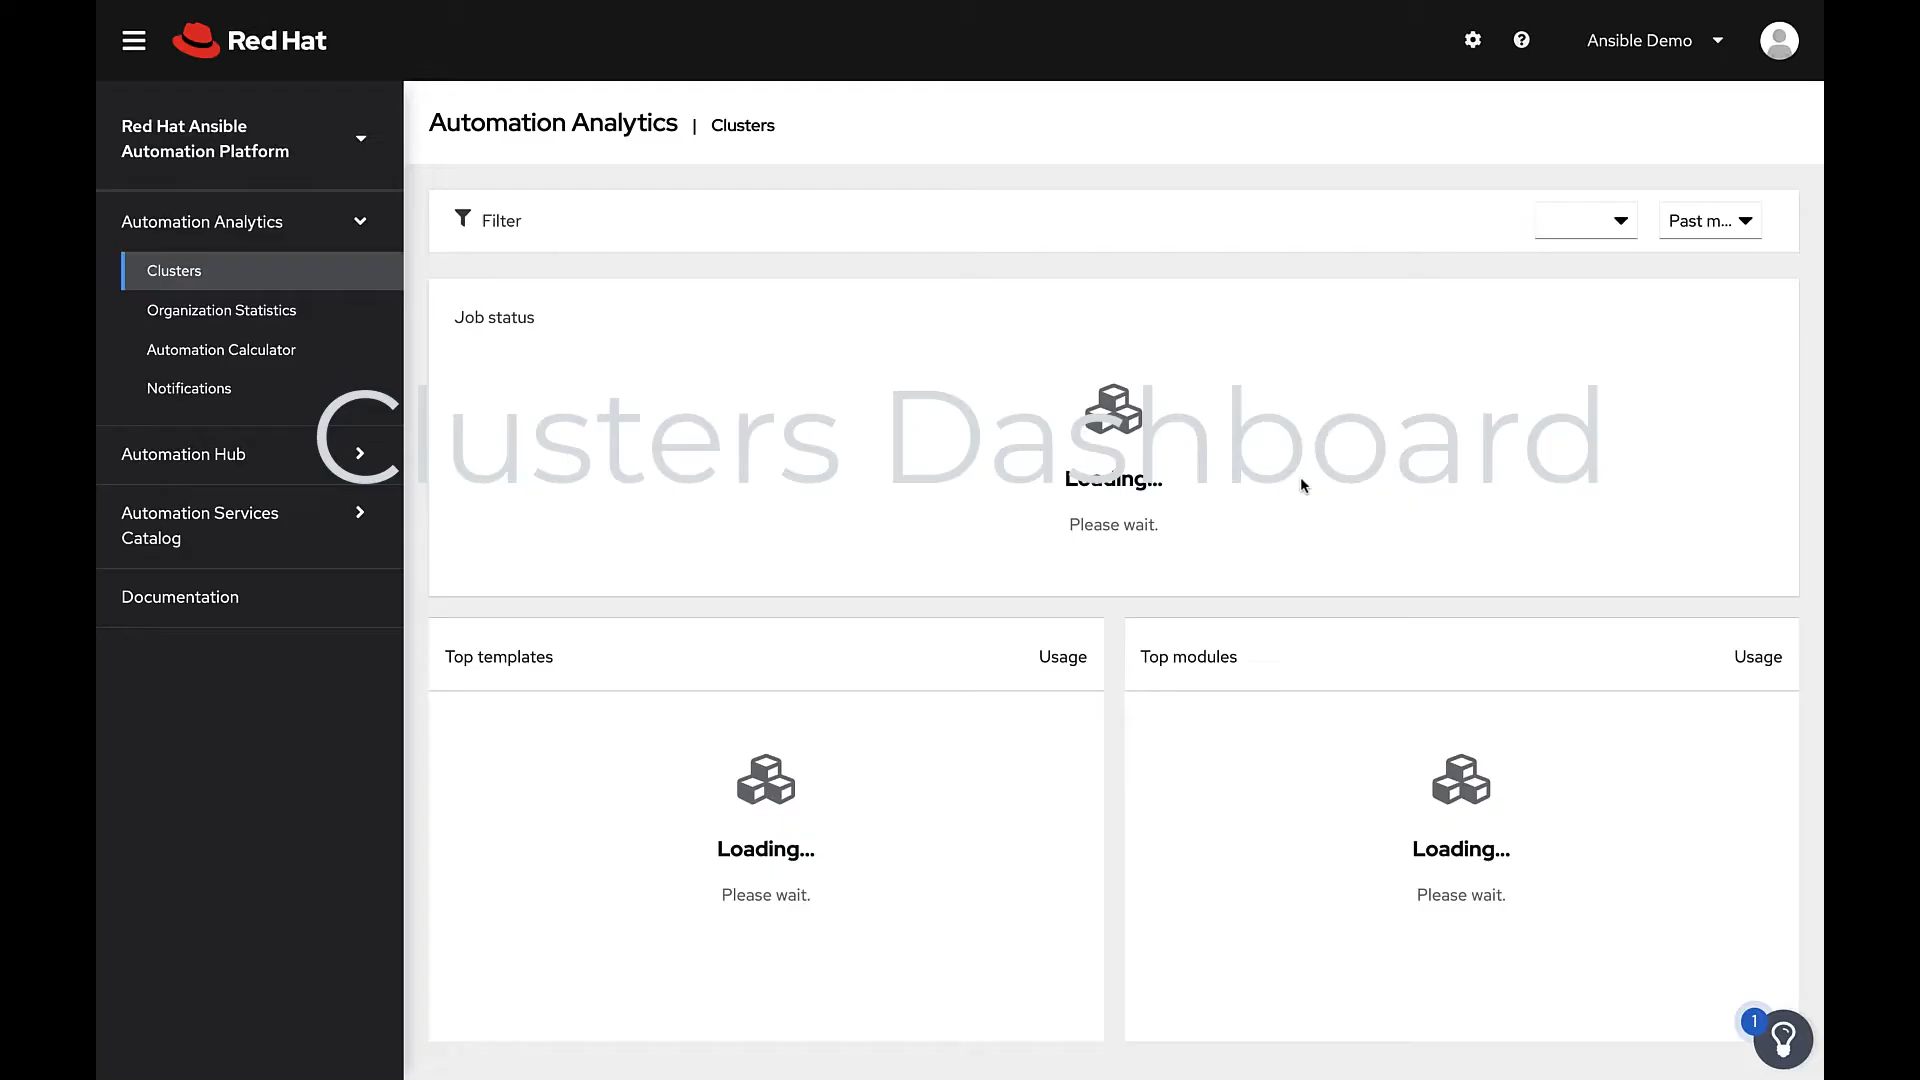 Red Hat
Ansible Demo
Red Hat Ansible
Automation Platform
Automation Analytics
Clusters
Organization Statistics
Automation Calculator
Notifications
Automation Hub
Automation Services
Catalog
Documentation
Automation Analytics | Clusters
Filter
Past m...
Job status
Clusters Dashboard
Loading...
Please wait.
Top templates Usage
Loading...
Please wait.
Top modules Usage
Loading...
Please wait.
1